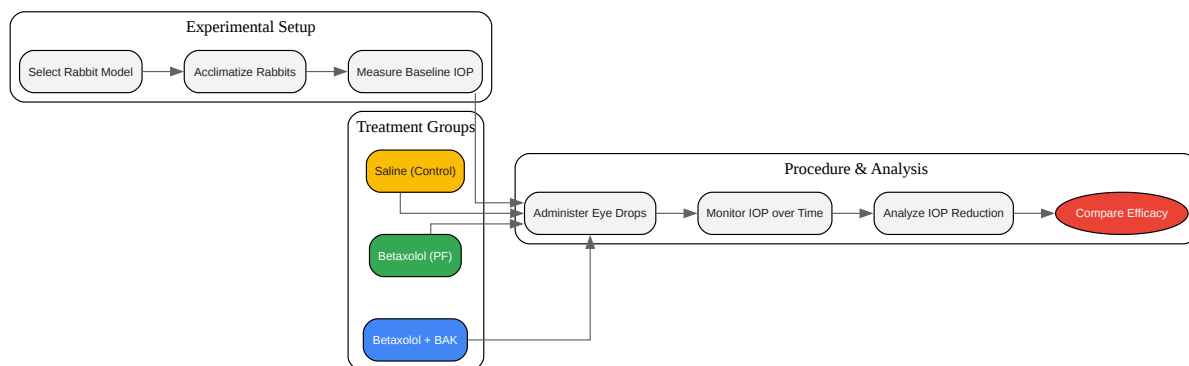 Experimental Setup
Select Rabbit Model
Acclimatize Rabbits
Measure Baseline IOP
Treatment Groups
Saline (Control)
Betaxolol (PF)
Betaxolol + BAK
Procedure & Analysis
Administer Eye Drops
Monitor IOP over Time
Analyze IOP Reduction
Compare Efficacy